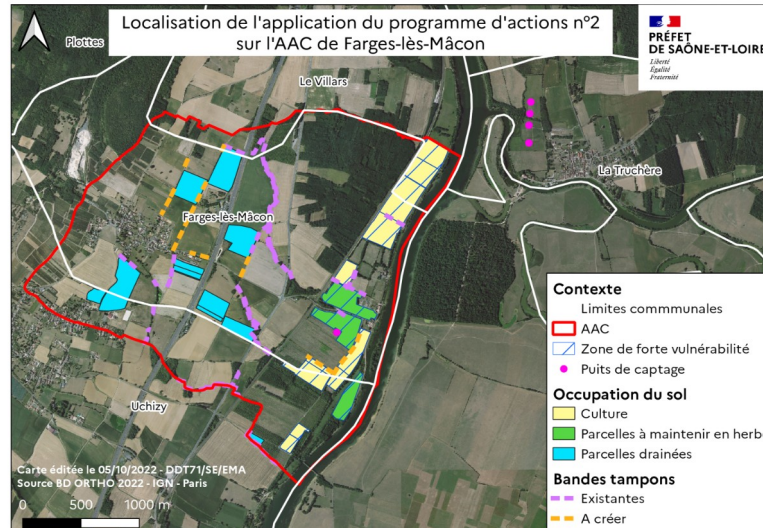 Localisation de l'application du programme d'actions n°2
sur l'AAC de Farges-lès-Mâcon
PRÉFET
DE SAÔNE-ET-LOIRE
Liberté
Égalité
Fraternité
Plottes
Le Villars
La Truchère
Farges-lès-Mâcon
Uchizy
Contexte
Limites commmunales
AAC
Zone de forte vulnérabilité
Puits de captage
Occupation du sol
Culture
Parcelles à maintenir en herbe
Parcelles drainées
Bandes tampons
Existantes
A créer
Carte éditée le 05/10/2022 - DDT71/SE/EMA
Source BD ORTHO 2022 - IGN - Paris
0 500 1000 m